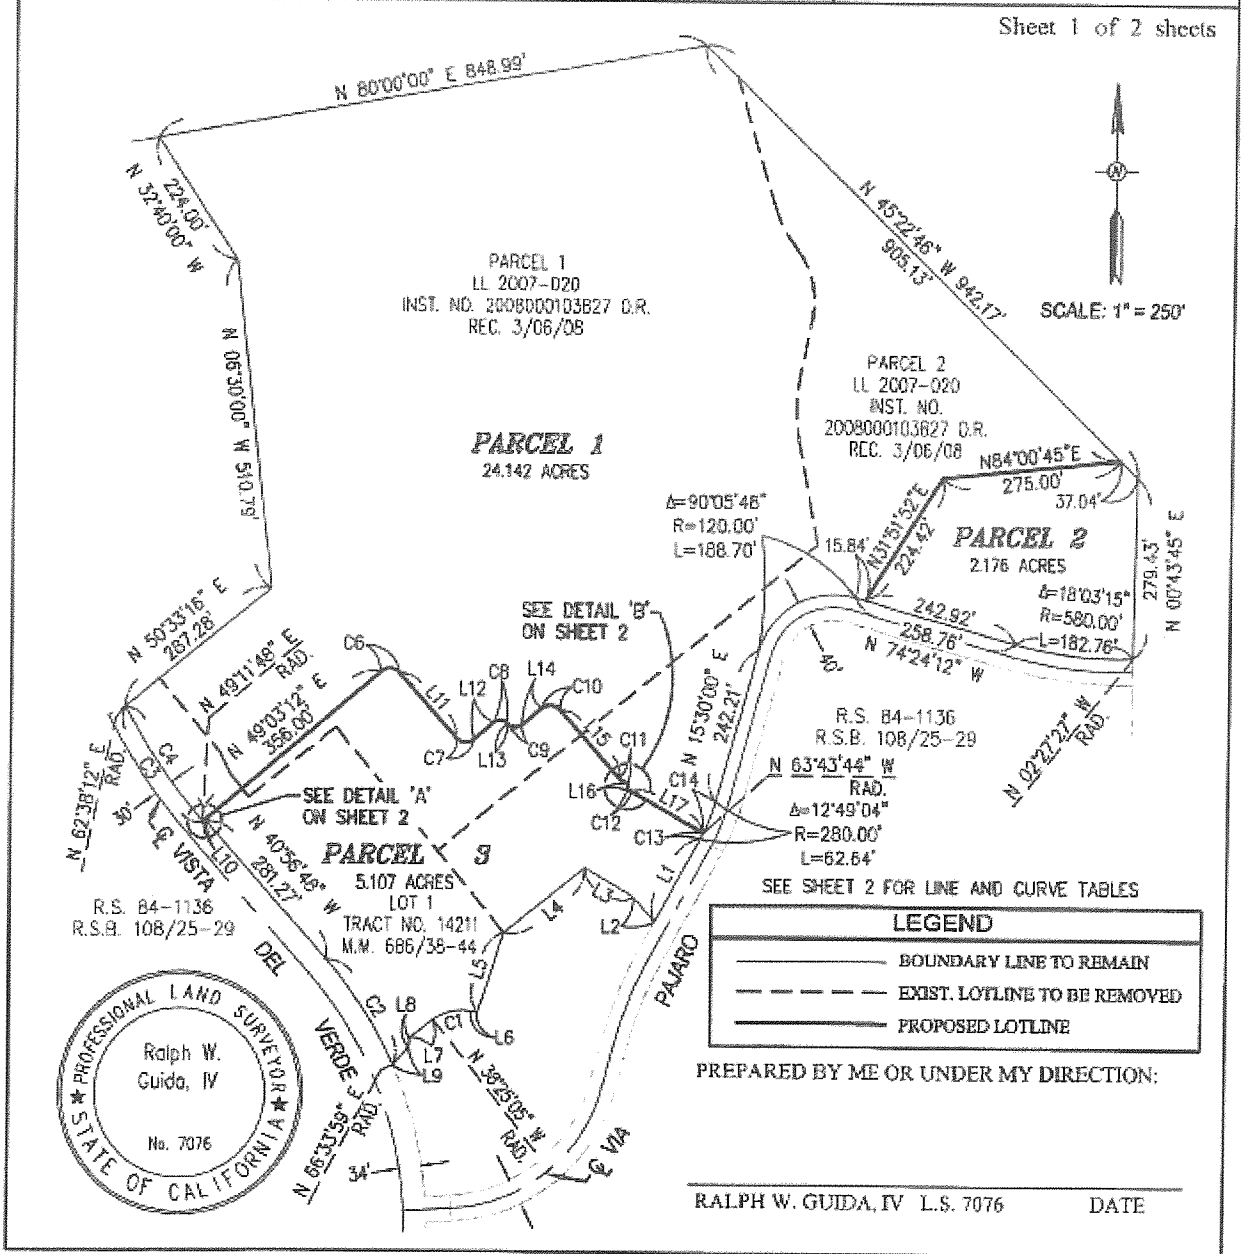 Sheet 1 of 2 sheets
N 80°00'00" E 848.99'
224.00'
N 32°40'00" W
N 06°30'00" W 510.79'
N 50°33'16" E
287.28'
N 45°22'46" W 942.17'
905.13'
N
SCALE: 1" = 250'
PARCEL 1
LL 2007-020
INST. NO. 2008000103827 O.R.
REC. 3/06/08
PARCEL 1
24.142 ACRES
PARCEL 2
LL 2007-020
INST. NO.
2008000103827 O.R.
REC. 3/06/08
N84°00'45"E
275.00'
37.04'
N31°51'52"E
224.42'
PARCEL 2
2.176 ACRES
279.43'
N 00°43'45" E
Δ=90°05'48"
R=120.00'
L=188.70'
15.84'
Δ=18°03'15"
R=580.00'
L=182.76'
242.92'
258.76'
N 74°24'12" W
40'
SEE DETAIL 'B'
ON SHEET 2
N 49°11'48" E
RAD.
N 49°03'12" E
356.00'
C6
L11
L12
C8
L14
C10
C7
L13
C9
L15
C11
L16
C12
L17
C14
C13
N 15°30'00" E
242.21'
R.S. 84-1136
R.S.B. 108/25-29
N 02°27'27" W
RAD.
N 63°43'44" W
RAD.
Δ=12°49'04"
R=280.00'
L=62.64'
SEE SHEET 2 FOR LINE AND CURVE TABLES
C4
C3
30'
N 62°38'12" E
RAD.
SEE DETAIL 'A'
ON SHEET 2
L10
N 40°56'48" W
281.27'
PARCEL 3
5.107 ACRES
LOT 1
TRACT NO. 14211
M.M. 686/38-44
R.S. 84-1136
R.S.B. 108/25-29
L1
L2
L3
L4
L5
L6
C1
C2
L8
L7
L9
℄ VISTA
DEL
VERDE
N 66°33'59" E
RAD.
N 38°25'05" W
RAD.
34'
℄ VIA
PAJARO
LEGEND
BOUNDARY LINE TO REMAIN
EXIST. LOTLINE TO BE REMOVED
PROPOSED LOTLINE
PREPARED BY ME OR UNDER MY DIRECTION:
PROFESSIONAL LAND SURVEYOR
Ralph W.
Guida, IV
No. 7076
STATE OF CALIFORNIA
RALPH W. GUIDA, IV L.S. 7076 DATE